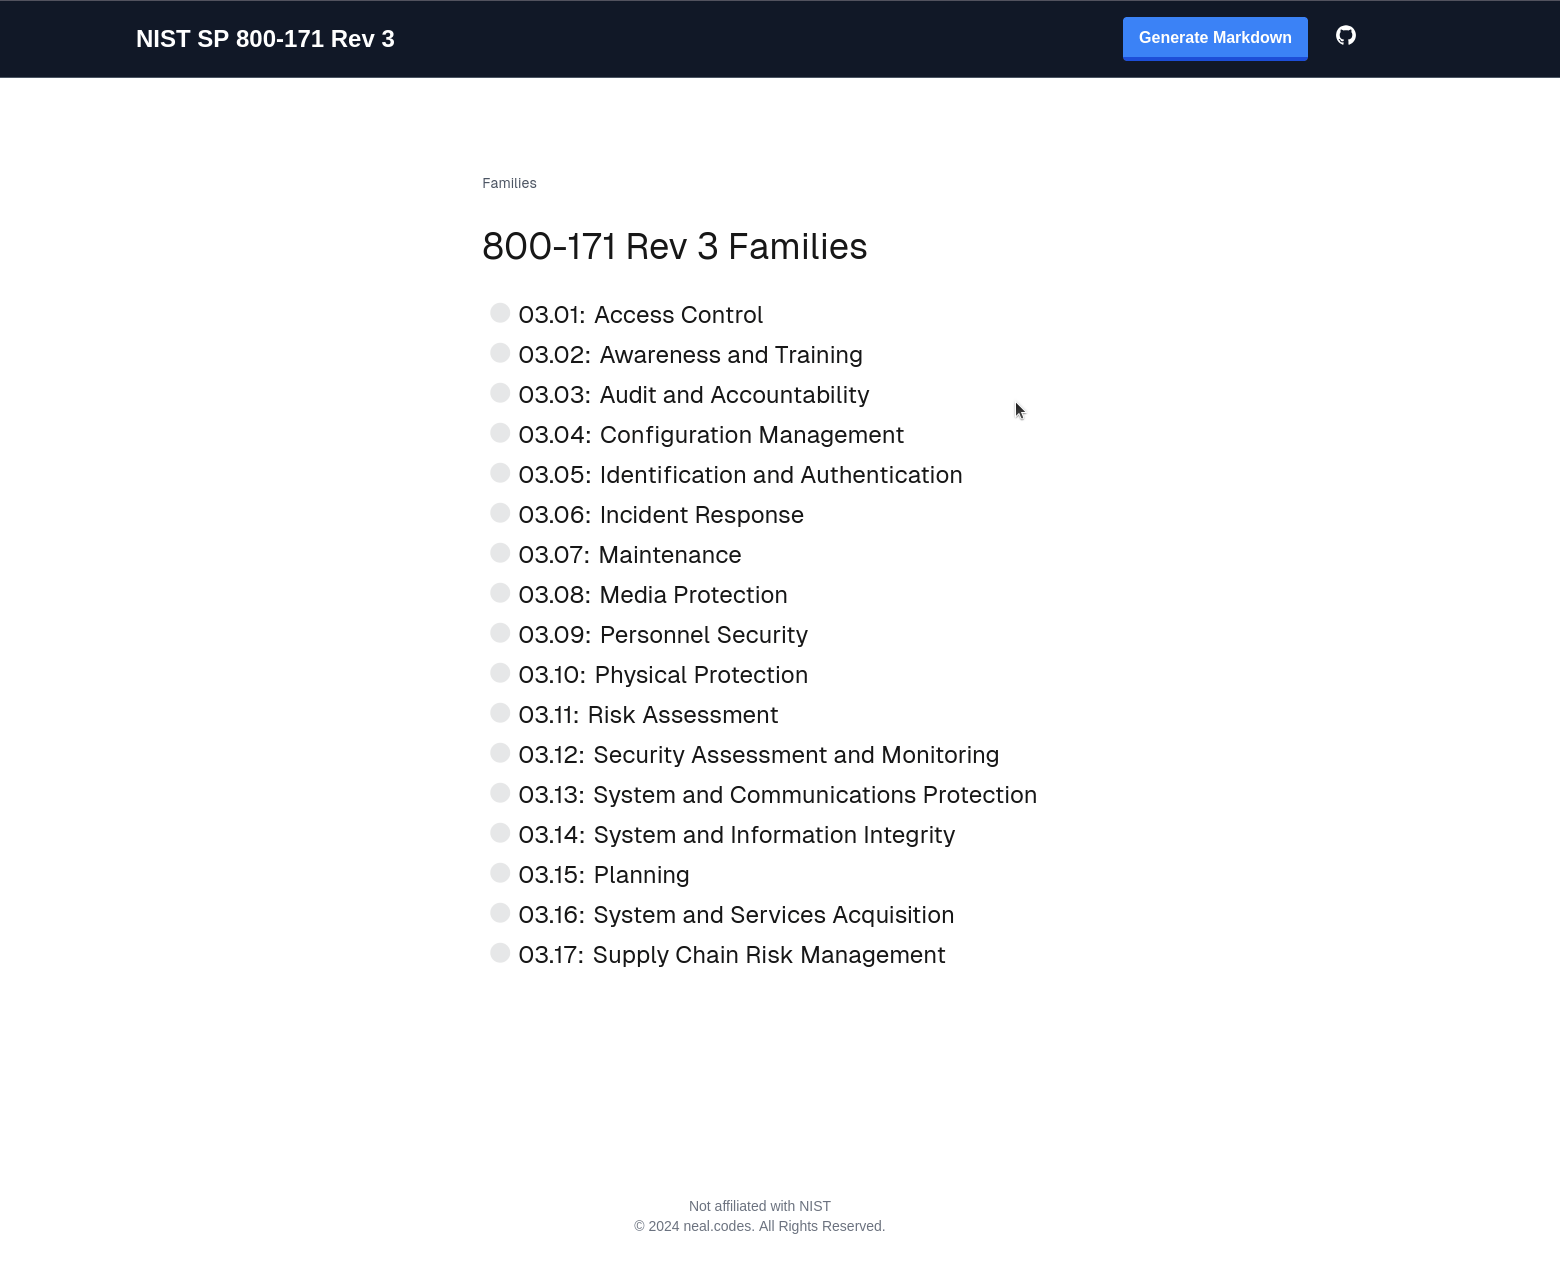 NIST SP 800-171 Rev 3
Generate Markdown
Families
800-171 Rev 3 Families
03.01: Access Control
03.02: Awareness and Training
03.03: Audit and Accountability
03.04: Configuration Management
03.05: Identification and Authentication
03.06: Incident Response
03.07: Maintenance
03.08: Media Protection
03.09: Personnel Security
03.10: Physical Protection
03.11: Risk Assessment
03.12: Security Assessment and Monitoring
03.13: System and Communications Protection
03.14: System and Information Integrity
03.15: Planning
03.16: System and Services Acquisition
03.17: Supply Chain Risk Management
Not affiliated with NIST
© 2024 neal.codes. All Rights Reserved.